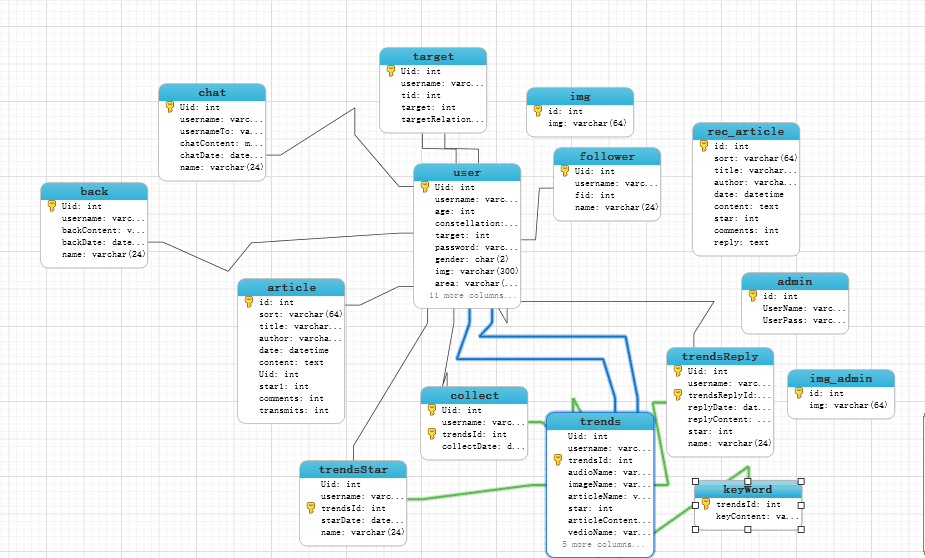 target
Uid: int
username: varc...
tid: int
target: int
targetRelation...
chat
Uid: int
username: varc...
usernameTo: va...
chatContent: m...
chatDate: date...
name: varchar(24)
img
id: int
img: varchar(64)
rec_article
id: int
sort: varchar(64)
title: varchar...
author: varcha...
date: datetime
content: text
star: int
comments: int
reply: text
follower
Uid: int
username: varc...
fid: int
name: varchar(24)
user
Uid: int
username: varc...
age: int
constellation:...
target: int
password: varc...
gender: char(2)
img: varchar(300)
area: varchar(...
11 more columns...
back
Uid: int
username: varc...
backContent: v...
backDate: date...
name: varchar(24)
article
id: int
sort: varchar(64)
title: varchar...
author: varcha...
date: datetime
content: text
Uid: int
star1: int
comments: int
transmits: int
admin
id: int
UserName: varc...
UserPass: varc...
trendsReply
Uid: int
username: varc...
trendsReplyId:...
replyDate: dat...
replyContent: ...
star: int
name: varchar(24)
img_admin
id: int
img: varchar(64)
collect
Uid: int
username: varc...
trendsId: int
collectDate: d...
trends
Uid: int
username: varc...
trendsId: int
audioName: var...
imageName: var...
articleName: v...
star: int
articleContent...
vedioName: var...
5 more columns...
trendsStar
Uid: int
username: varc...
trendsId: int
starDate: date...
name: varchar(24)
keyWord
trendsId: int
keyContent: va...